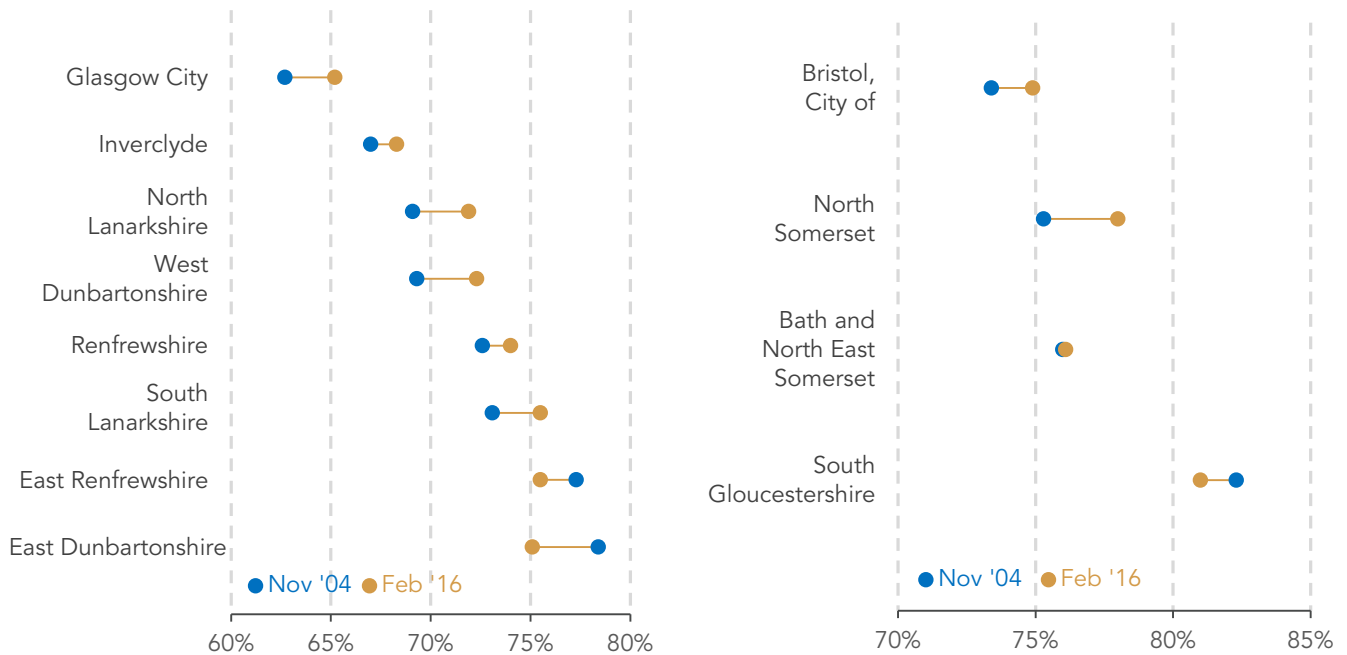 Glasgow City
Inverclyde
North
Lanarkshire
West
Dunbartonshire
Renfrewshire
South
Lanarkshire
East Renfrewshire
East Dunbartonshire
Nov '04 Feb '16
60% 65% 70% 75% 80%
Bristol,
City of
North
Somerset
Bath and
North East
Somerset
South
Gloucestershire
Nov '04 Feb '16
70% 75% 80% 85%